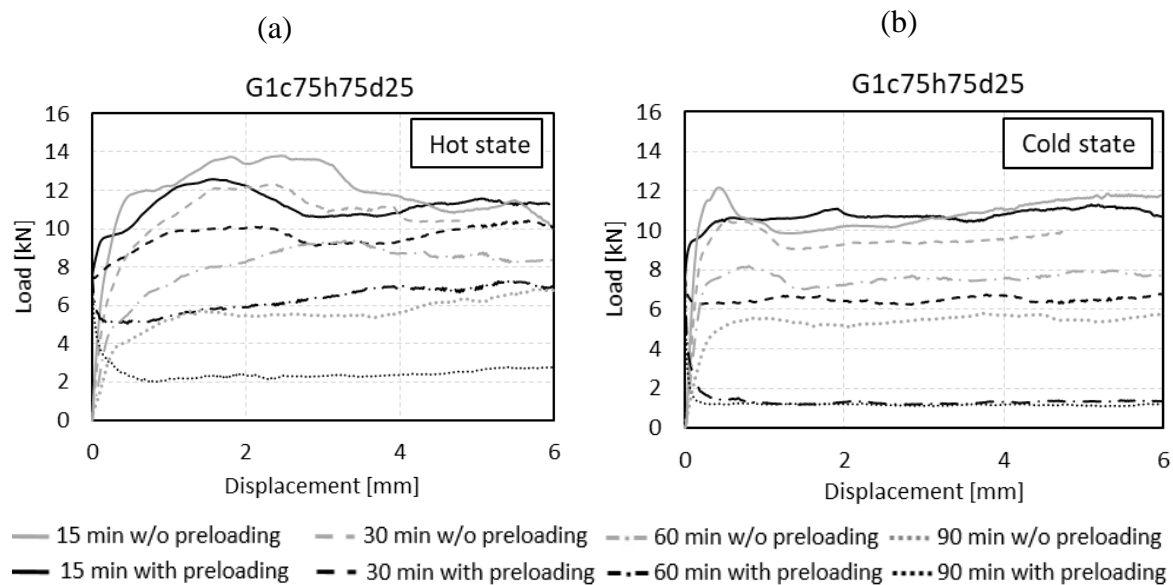 (a)
(b)
G1c75h75d25
G1c75h75d25
16
14
12
10
8
6
4
2
0
Load [kN]
Hot state
0
2
4
6
Displacement [mm]
16
14
12
10
8
6
4
2
0
Load [kN]
Cold state
0
2
4
6
Displacement [mm]
15 min w/o preloading
30 min w/o preloading
60 min w/o preloading
90 min w/o preloading
15 min with preloading
30 min with preloading
60 min with preloading
90 min with preloading